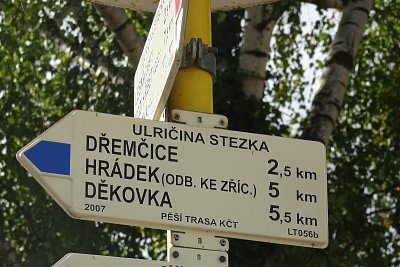 ULRIČINA STEZKA
DŘEMČICE 2,5 km
HRÁDEK (ODB. KE ZŘÍC.) 5 km
DĚKOVKA 5,5 km
2007 PĚŠÍ TRASA KČT LT056b